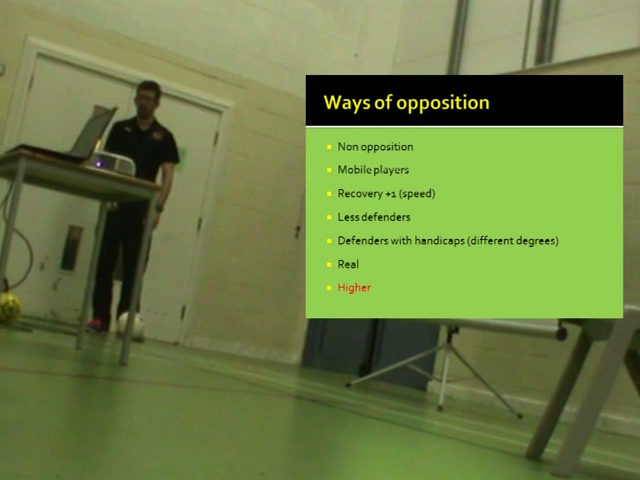 Ways of opposition
Non opposition
Mobile players
Recovery +1 (speed)
Less defenders
Defenders with handicaps (different degrees)
Real
Higher